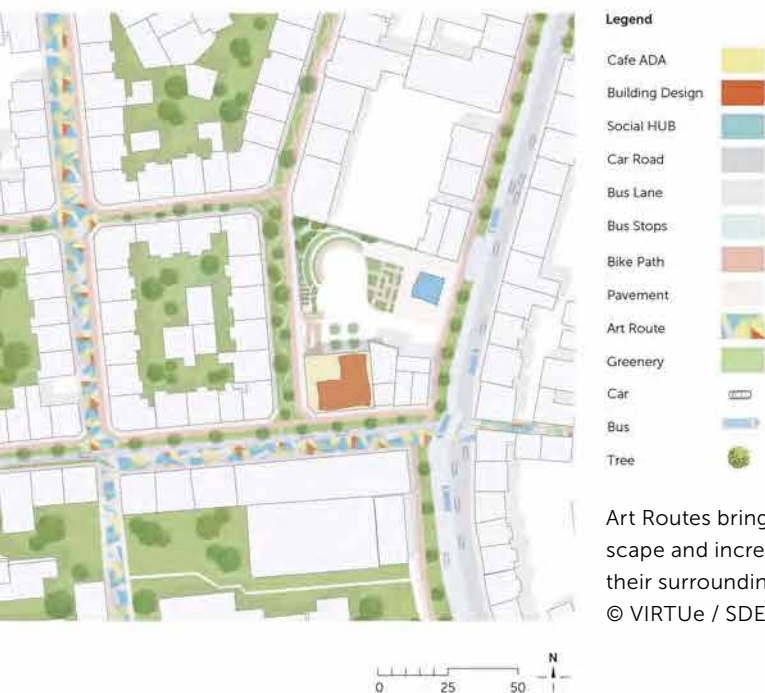 Legend
Cafe ADA
Building Design
Social HUB
Car Road
Bus Lane
Bus Stops
Bike Path
Pavement
Art Route
Greenery
Car
Bus
Tree
Art Routes bring
scape and incre
their surroundin
© VIRTUe / SDE
N
0 25 50